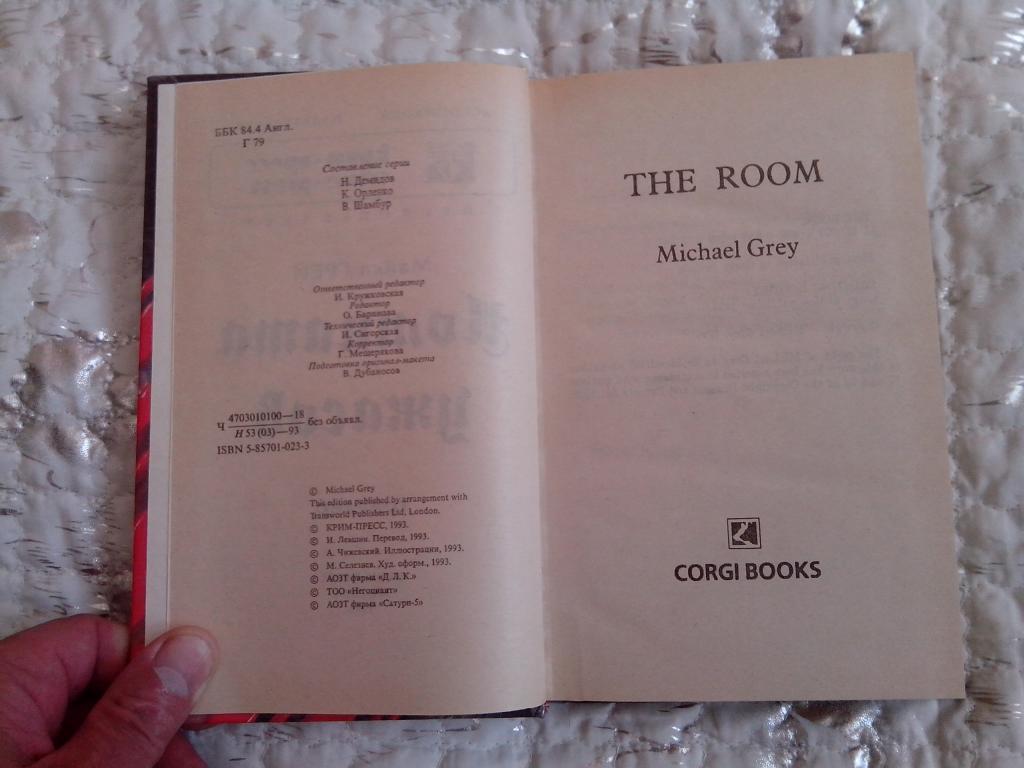 ББК 84.4 Англ.
Г 79
Составление серии
Н. Демидов
К. Орленко
В. Шамбур
Ответственный редактор
И. Кружковская
Редактор
О. Баранова
Технический редактор
И. Сигорская
Корректор
Г. Мещерякова
Подготовка оригинал-макета
В. Дубаносов
Ч 4703010100—18
Н 53 (03)—93 без объявл.
ISBN 5-85701-023-3
© Michael Grey
This edition published by arrangement with
Transworld Publishers Ltd, London.
© КРИМ-ПРЕСС, 1993.
© И. Левшин. Перевод, 1993.
© А. Чижевский. Иллюстрации, 1993.
© М. Селезнев. Худ. оформ., 1993.
© АОЗТ фирма «Д.Л.К.»
© ТОО «Негоциант»
© АОЗТ фирма «Сатурн-5»
THE ROOM
Michael Grey
CORGI BOOKS